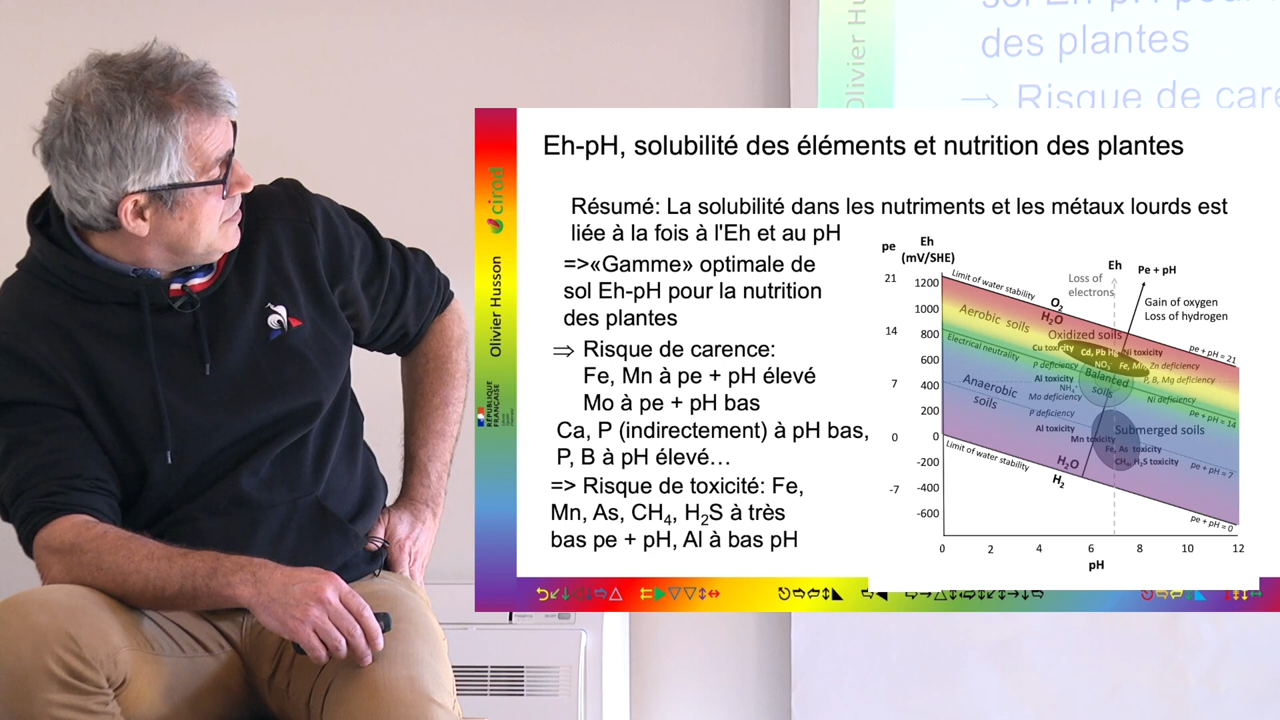 sol Eh-pH pour l
des plantes
⇒ Risque de care
Olivier Hu
Eh-pH, solubilité des éléments et nutrition des plantes
cirad
Olivier Husson
RÉPUBLIQUE
FRANÇAISE
Résumé: La solubilité dans les nutriments et les métaux lourds est
liée à la fois à l'Eh et au pH
=>«Gamme» optimale de
sol Eh-pH pour la nutrition
des plantes
⇒ Risque de carence:
Fe, Mn à pe + pH élevé
Mo à pe + pH bas
Ca, P (indirectement) à pH bas,
P, B à pH élevé…
=> Risque de toxicité: Fe,
Mn, As, CH₄, H₂S à très
bas pe + pH, Al à bas pH
pe
Eh
(mV/SHE)
21
14
7
0
-7
1200
1000
800
600
400
200
0
-200
-400
-600
0 2 4 6 8 10 12
pH
Eh
Pe + pH
Loss of
electrons
Gain of oxygen
Loss of hydrogen
Limit of water stability
O₂
H₂O
Aerobic soils
Oxidized soils
Electrical neutrality
Cu toxicity
Cd, Pb Hg, Ni toxicity
pe + pH = 21
NO₃⁻
Fe, Mn, Zn deficiency
P deficiency
P, B, Mg deficiency
Al toxicity
Balanced
soils
NH₄⁺
Mo deficiency
Ni deficiency
Anaerobic
soils
P deficiency
pe + pH = 14
Al toxicity
Submerged soils
Mn toxicity
Fe, As toxicity
CH₄, H₂S toxicity
pe + pH = 7
Limit of water stability
H₂O
H₂
pe + pH = 0